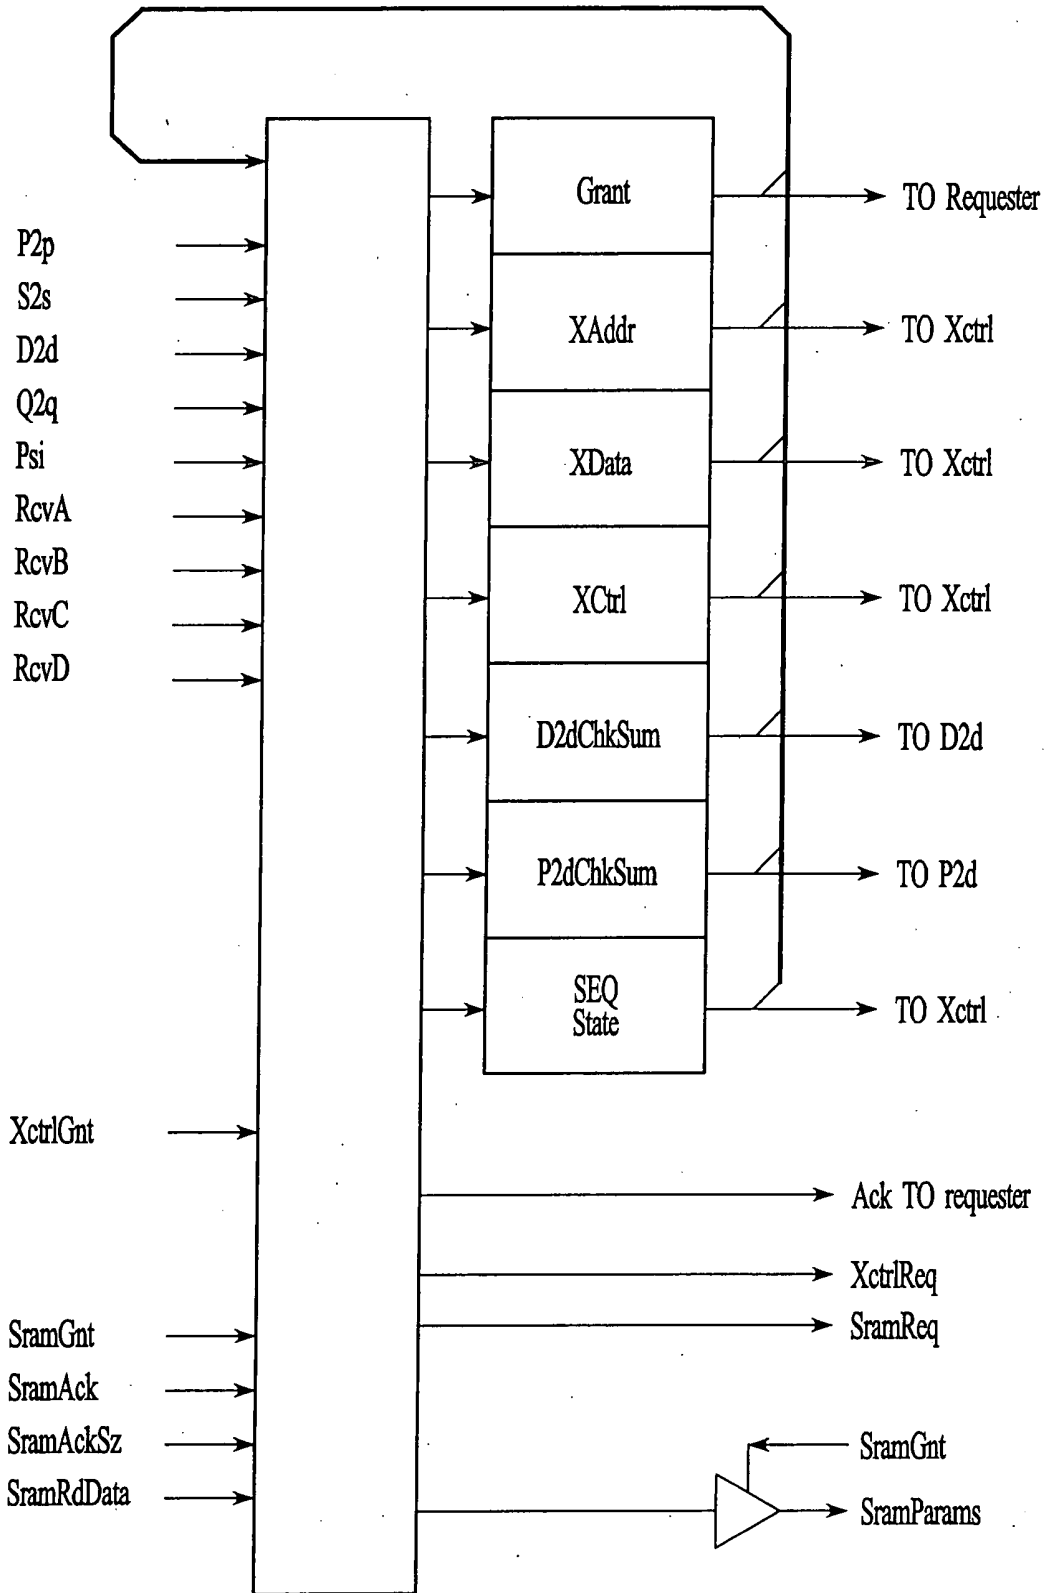 Grant
TO Requester
P2p
S2s
D2d
Q2q
Psi
RcvA
RcvB
RcvC
RcvD
XAddr
TO Xctrl
XData
TO Xctrl
XCtrl
TO Xctrl
D2dChkSum
TO D2d
P2dChkSum
TO P2d
SEQ
State
TO Xctrl
XctrlGnt
Ack TO requester
XctrlReq
SramReq
SramGnt
SramAck
SramAckSz
SramRdData
SramGnt
SramParams